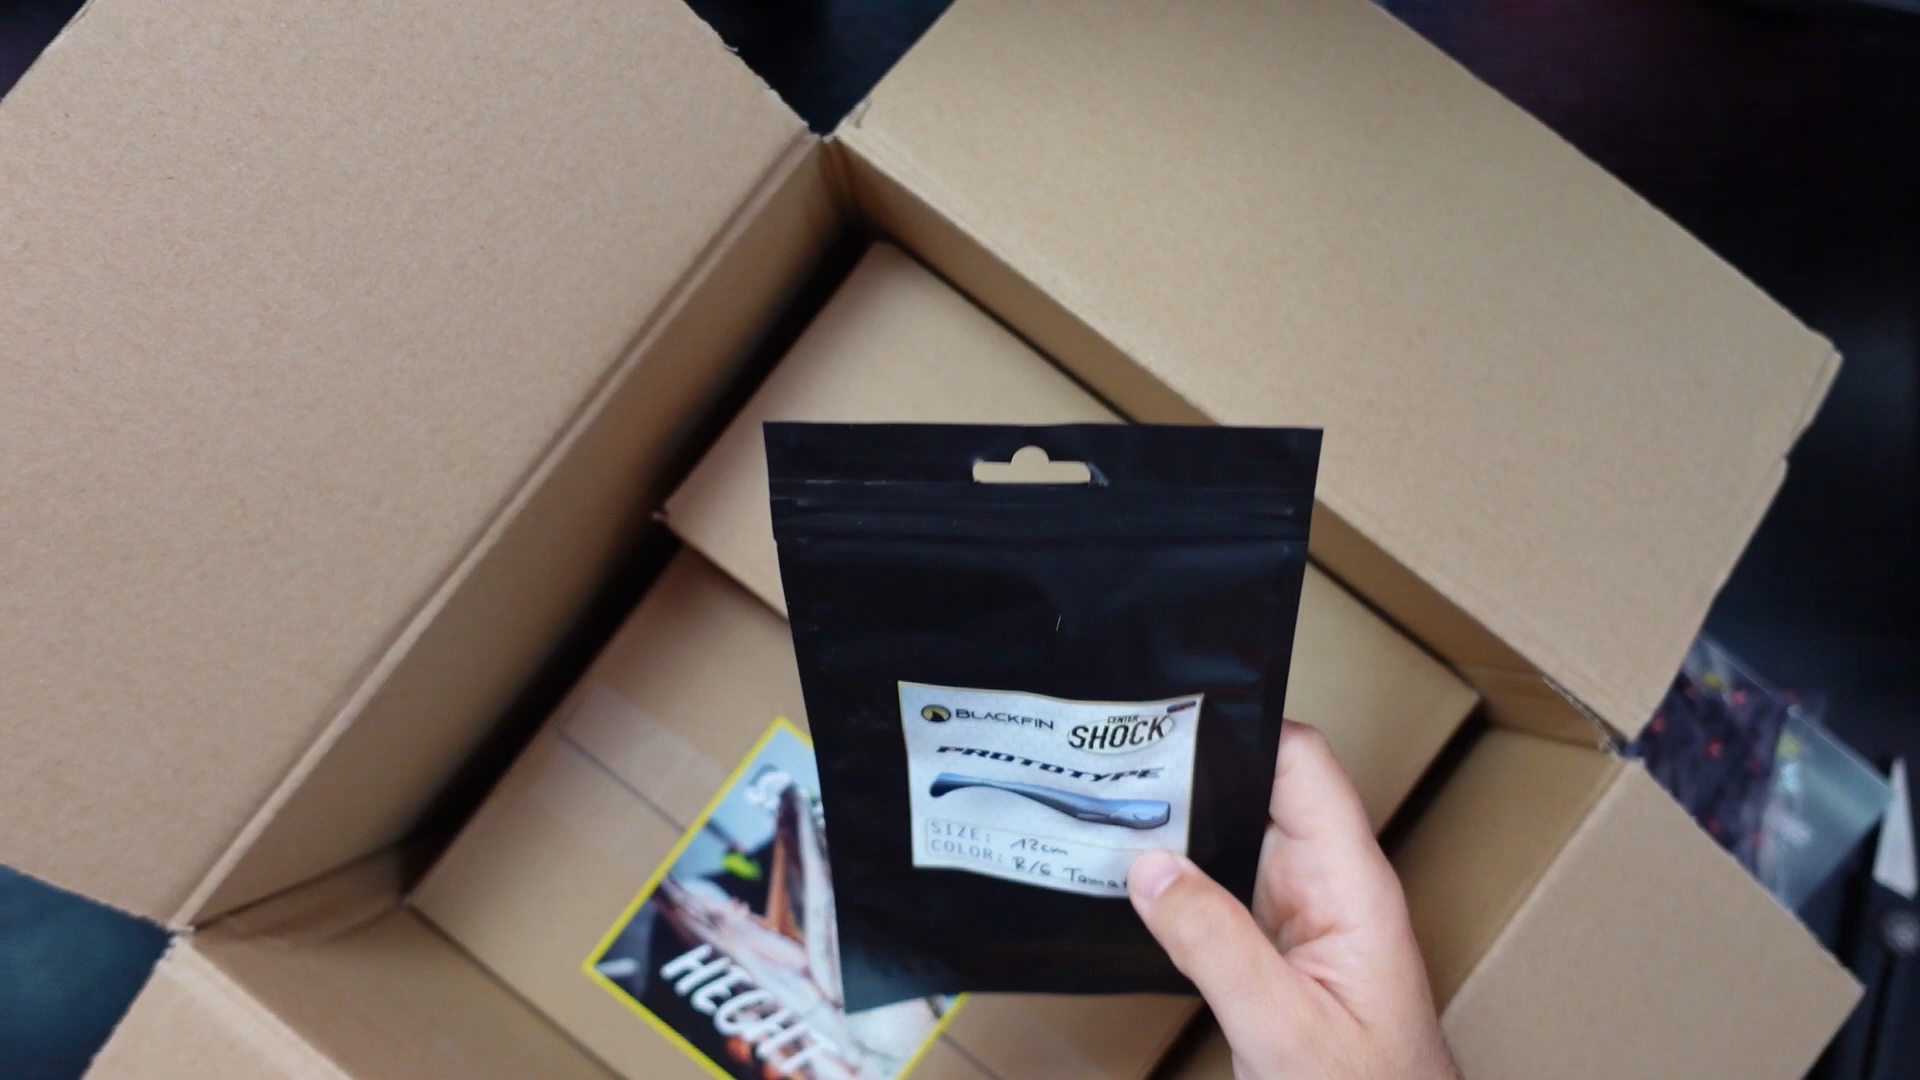 BLACKFIN
CENTER
SHOCK
PROTOTYPE
SIZE: 12cm
COLOR: R/G
HECHT